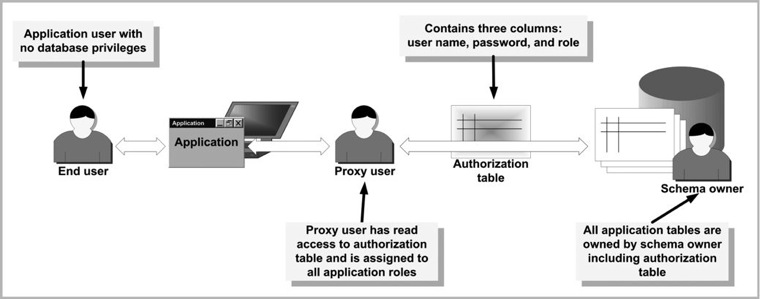 Application user with
no database privileges
Contains three columns:
user name, password, and role
Application
Application
End user
Proxy user
Authorization
table
Schema owner
Proxy user has read
access to authorization
table and is assigned to
all application roles
All application tables are
owned by schema owner
including authorization
table